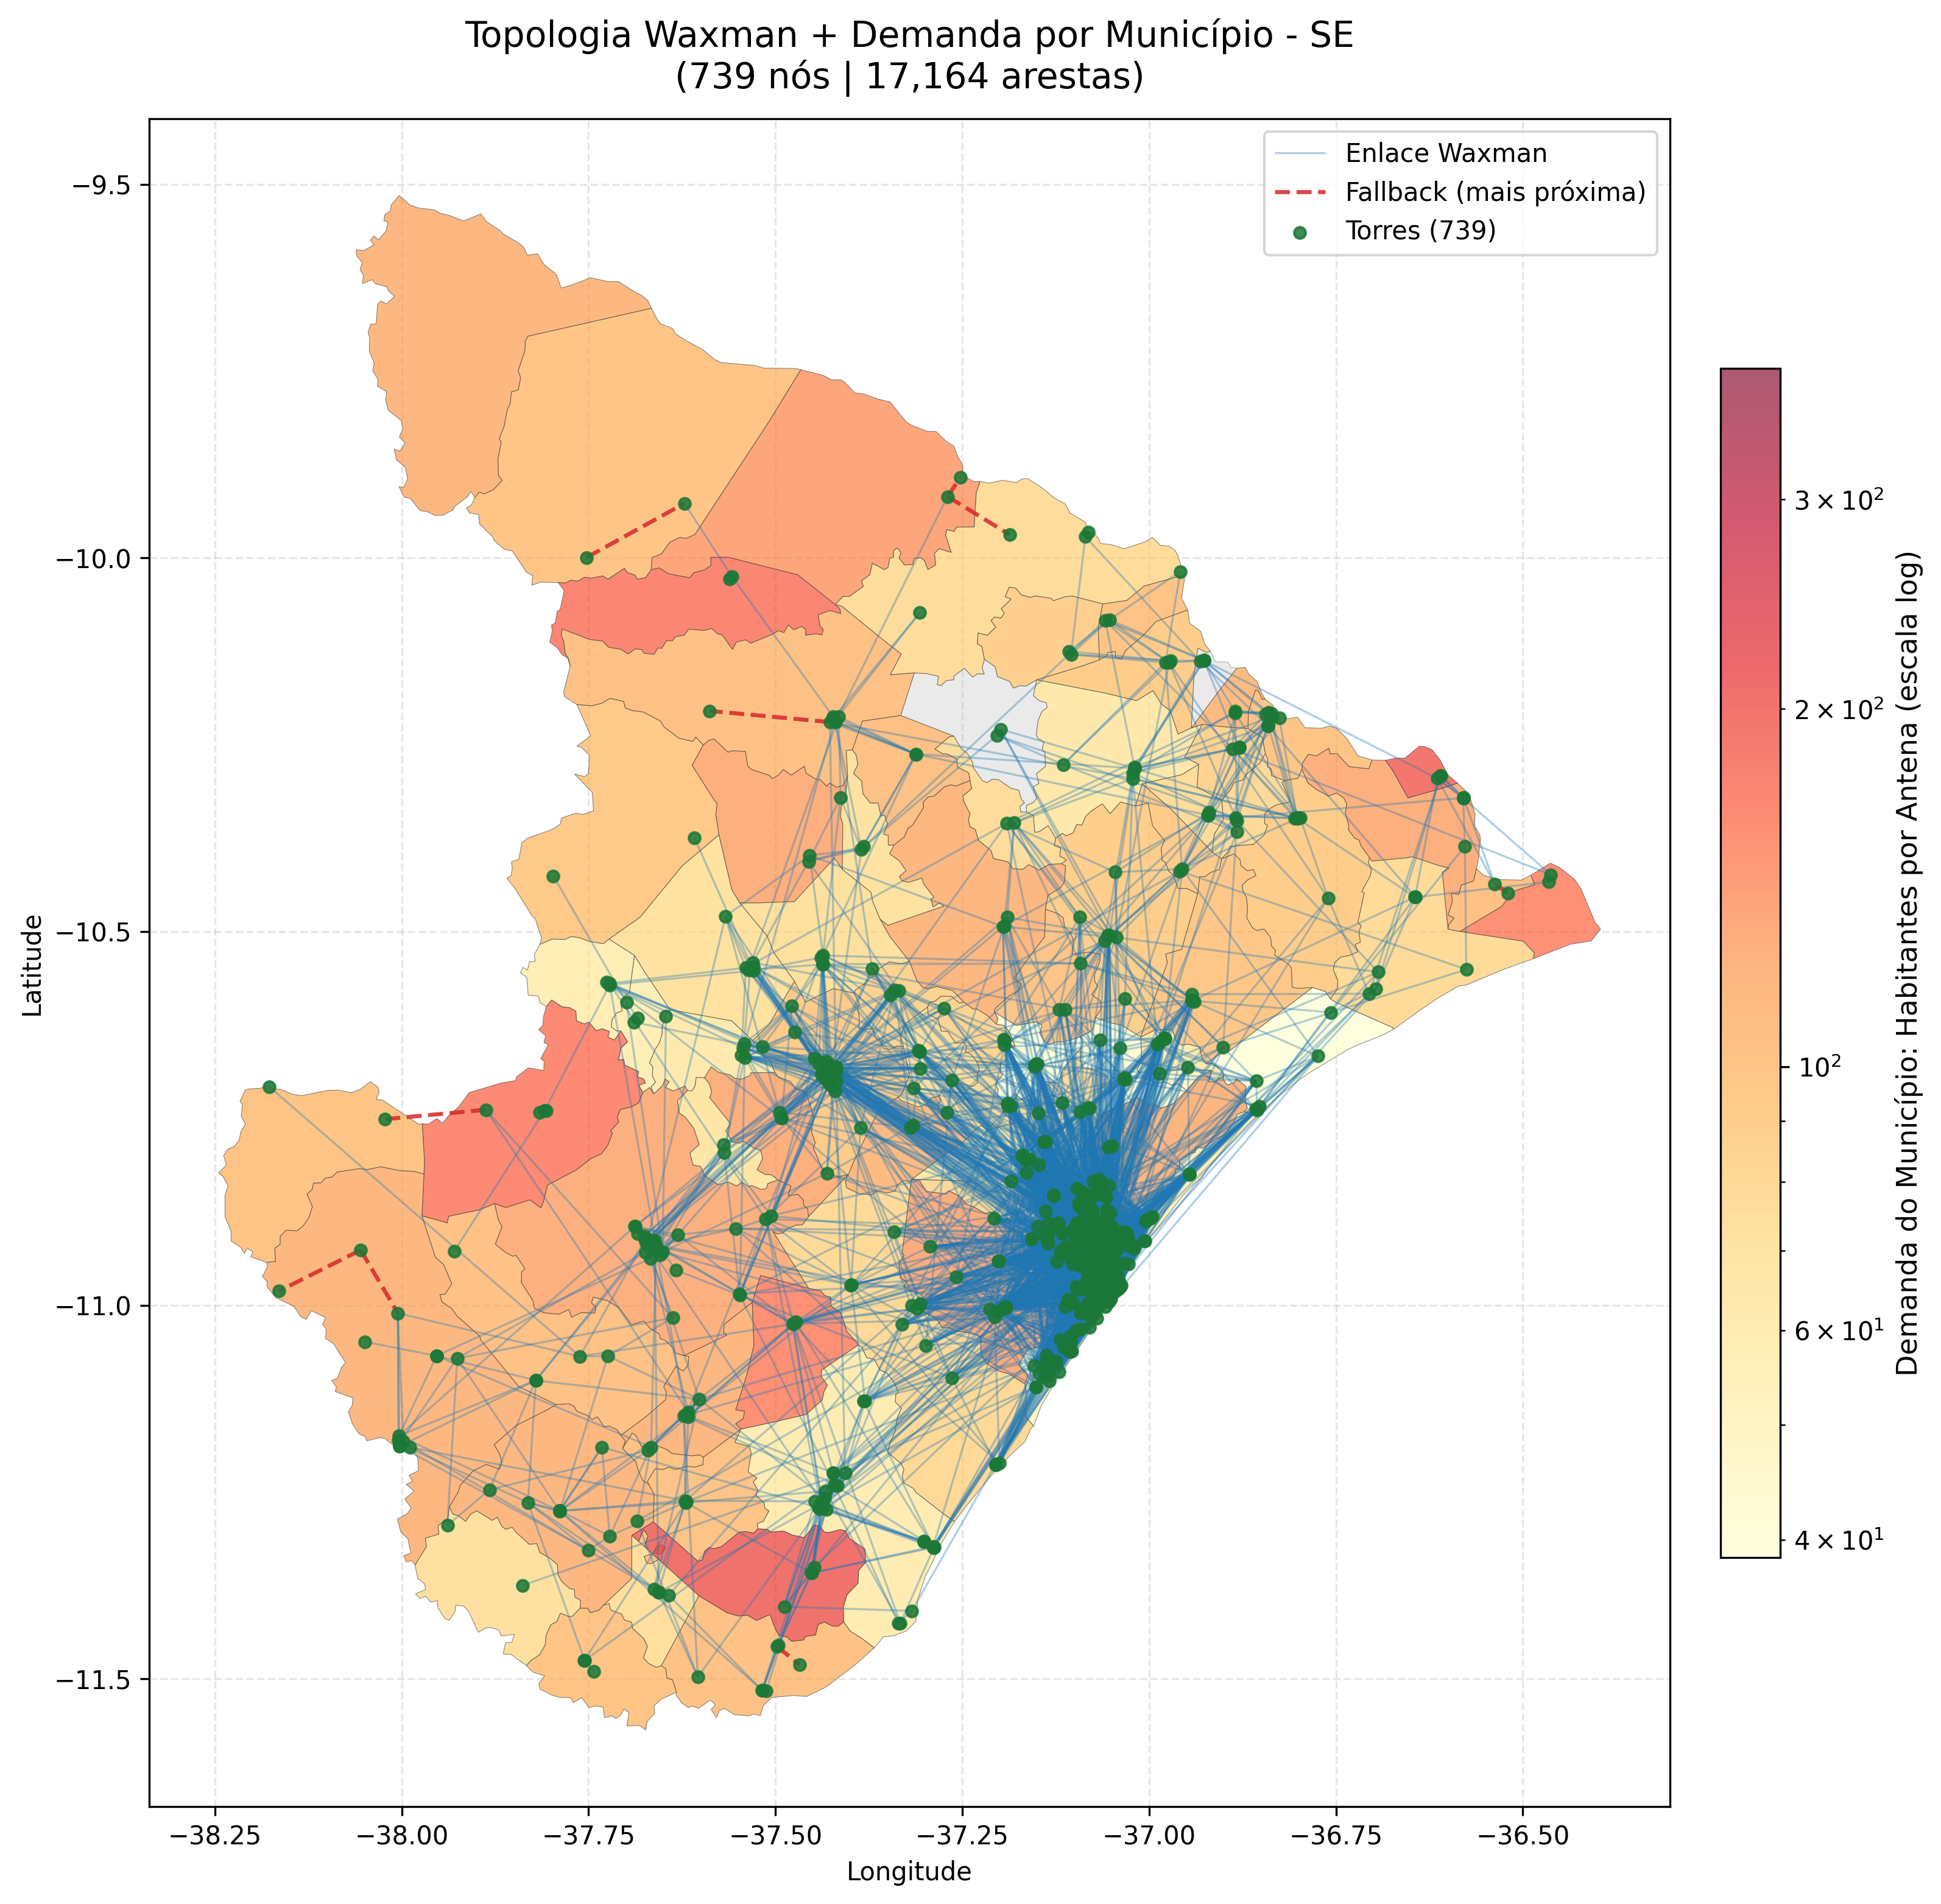 Topologia Waxman + Demanda por Município - SE
(739 nós | 17,164 arestas)
Enlace Waxman
Fallback (mais próxima)
Torres (739)
−9.5
−10.0
−10.5
−11.0
−11.5
Latitude
−38.25
−38.00
−37.75
−37.50
−37.25
−37.00
−36.75
−36.50
Longitude
3 × 10²
2 × 10²
10²
6 × 10¹
4 × 10¹
Demanda do Município: Habitantes por Antena (escala log)